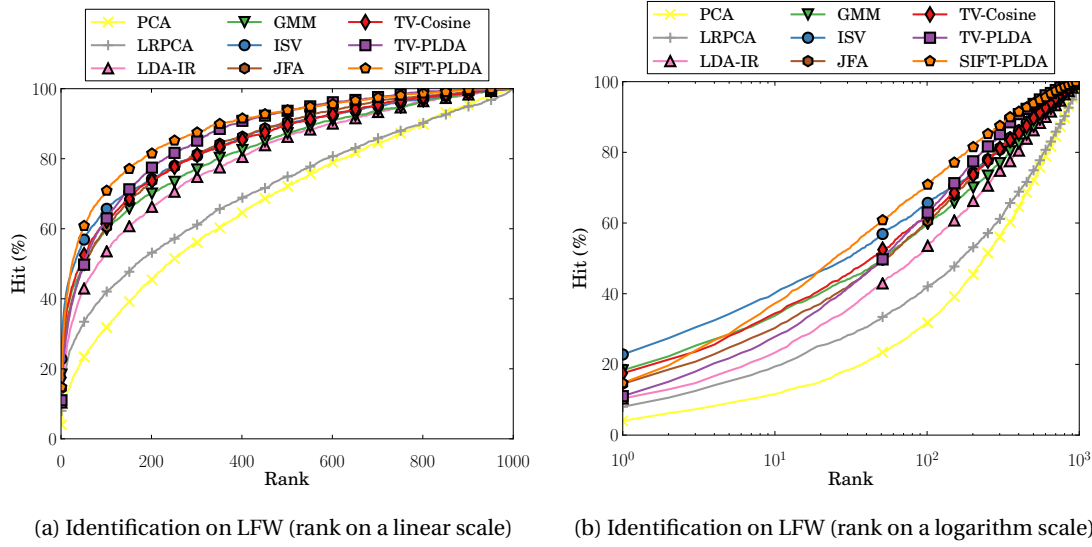 PCA GMM TV-Cosine
LRPCA ISV TV-PLDA
LDA-IR JFA SIFT-PLDA
100
80
60
40
20
0
Hit (%)
0 200 400 600 800 1000
Rank
(a) Identification on LFW (rank on a linear scale)
PCA GMM TV-Cosine
LRPCA ISV TV-PLDA
LDA-IR JFA SIFT-PLDA
100
80
60
40
20
0
Hit (%)
10⁰ 10¹ 10² 10³
Rank
(b) Identification on LFW (rank on a logarithm scale)